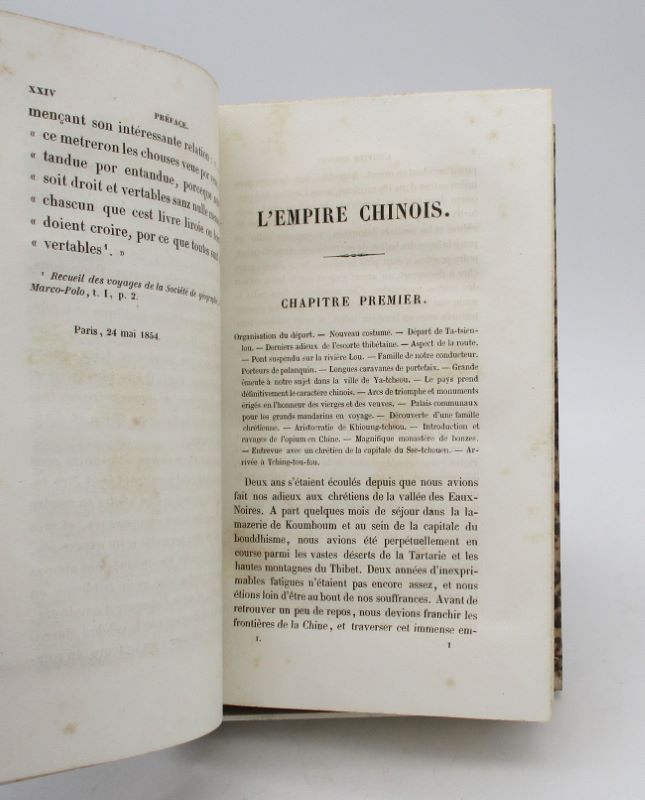 XXIV
PRÉFACE.
mençant son intéressante relation :
« ce metreron les chouses veue por
« tandue por entandue, porceque
« soit droit et vertables sanz nulle
« chascun que cest livre liroie ou
« doient croire, por ce que toutes sunt
« vertables¹. »
¹ Recueil des voyages de la Société de géographie,
Marco-Polo, t. I, p. 2.
Paris, 24 mai 1854.
L'EMPIRE CHINOIS.
CHAPITRE PREMIER.
Organisation du départ. — Nouveau costume. — Départ de Ta-tsien-
lou. — Derniers adieux de l'escorte thibétaine. — Aspect de la route.
— Pont suspendu sur la rivière Lou. — Famille de notre conducteur.
Porteurs de palanquin. — Longues caravanes de portefaix. — Grande
émeute à notre sujet dans la ville de Ya-tcheou. — Le pays prend
définitivement le caractère chinois. — Arcs de triomphe et monuments
érigés en l'honneur des vierges et des veuves. — Palais communaux
pour les grands mandarins en voyage. — Découverte d'une famille
chrétienne. — Aristocratie de Khioung-tcheou. — Introduction et
ravages de l'opium en Chine. — Magnifique monastère de bonzes.
— Entrevue avec un chrétien de la capitale du Sse-tchouen. — Ar-
rivée à Tching-tou-fou.
Deux ans s'étaient écoulés depuis que nous avions
fait nos adieux aux chrétiens de la vallée des Eaux-
Noires. A part quelques mois de séjour dans la la-
mazerie de Koumboum et au sein de la capitale du
bouddhisme, nous avions été perpétuellement en
course parmi les vastes déserts de la Tartarie et les
hautes montagnes du Thibet. Deux années d'inexpri-
mables fatigues n'étaient pas encore assez, et nous
étions loin d'être au bout de nos souffrances. Avant de
retrouver un peu de repos, nous devions franchir les
frontières de la Chine, et traverser cet immense em-
I. 1